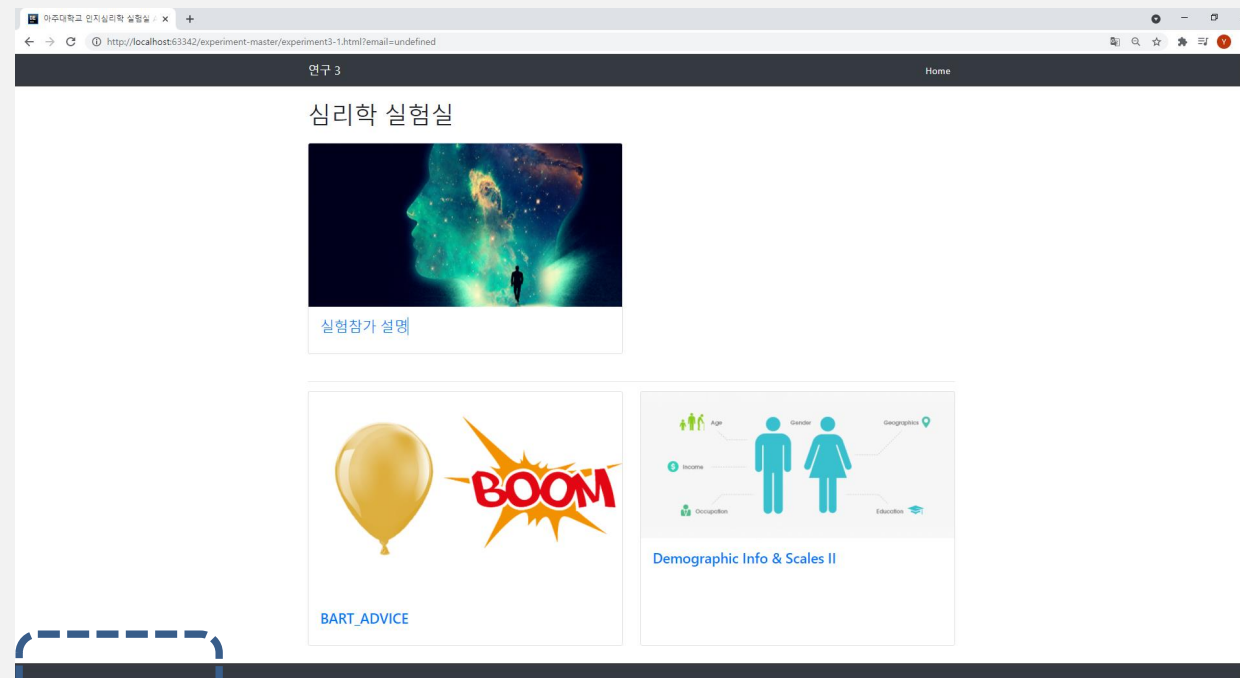 아주대학교 인지심리학 실험실 /
http://localhost:63342/experiment-master/experiment3-1.html?email=undefined
Y
연구 3
Home
심리학 실험실
실험참가 설명
BOOM
BART_ADVICE
Age
Gender
Geographics
Income
Occupation
Education
Demographic Info & Scales II